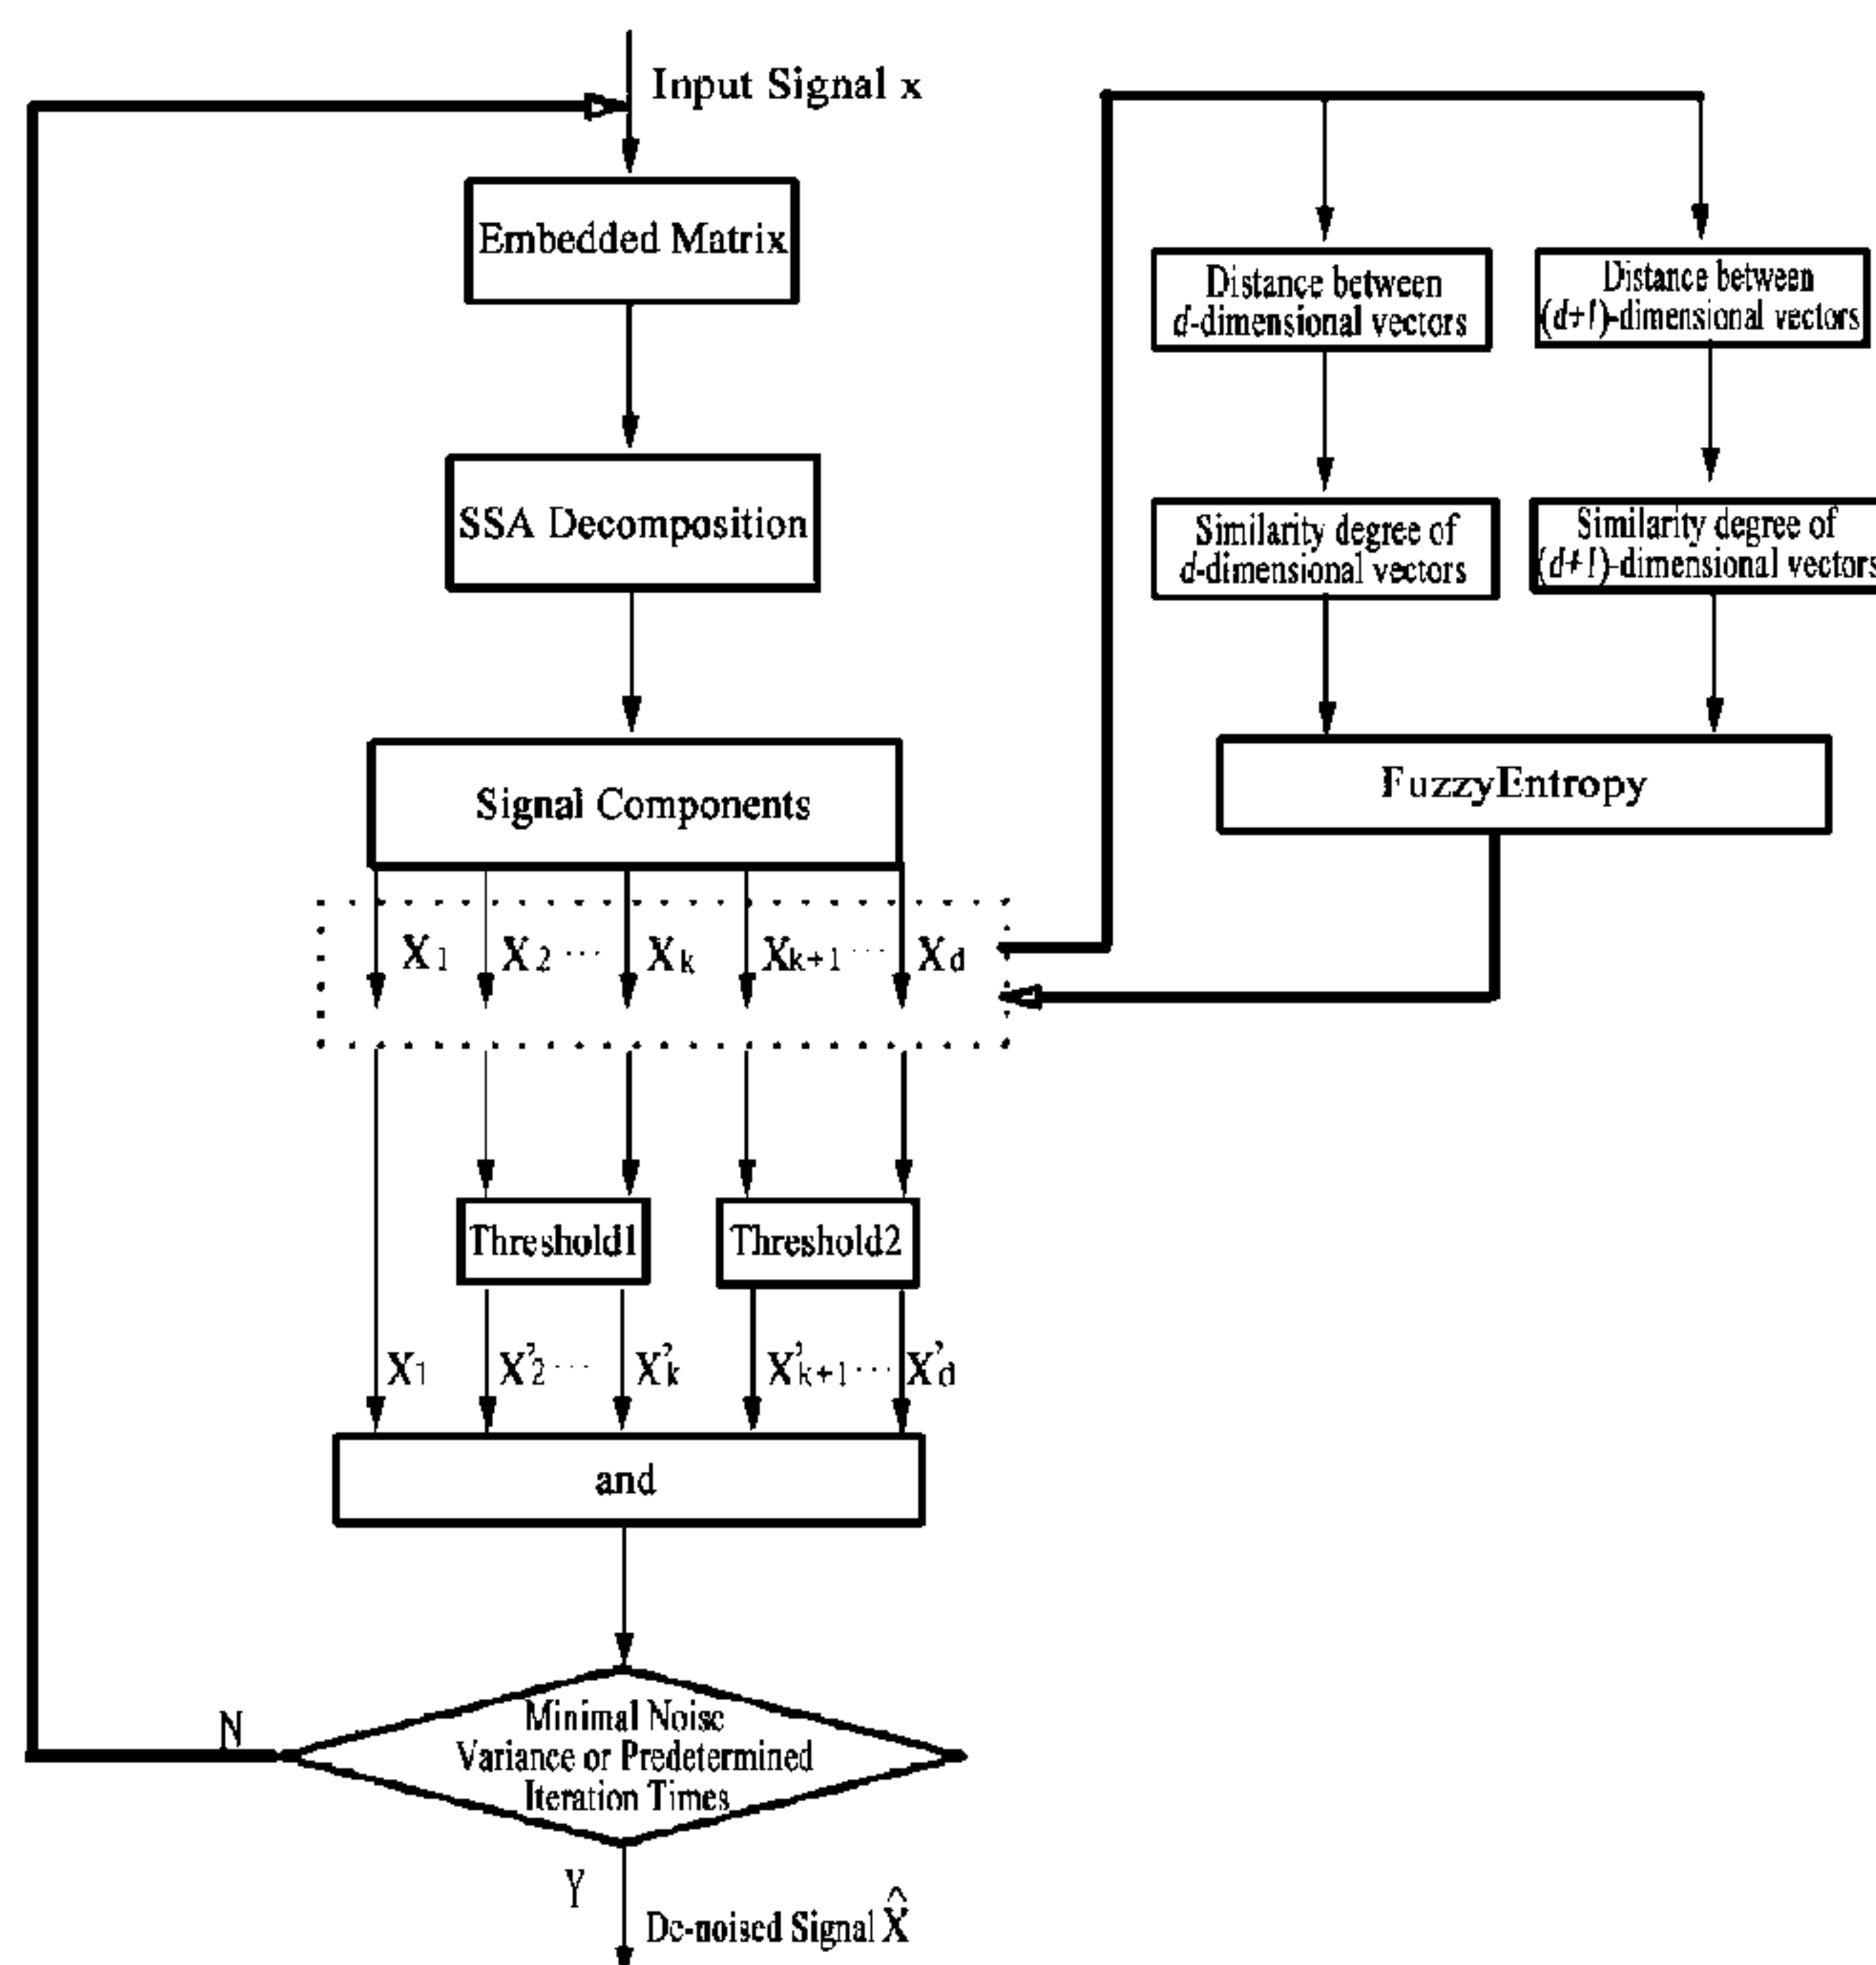 Input Signal x
Embedded Matrix
SSA Decomposition
Signal Components
X1 X2 ··· Xk Xk+1 ··· Xd
Threshold1
Threshold2
X1 X'2 ··· X'k X'k+1 ··· X'd
and
Minimal Noise
Variance or Predetermined
Iteration Times
N
Y
De-noised Signal X̂
Distance between
d-dimensional vectors
Distance between
(d+1)-dimensional vectors
Similarity degree of
d-dimensional vectors
Similarity degree of
(d+1)-dimensional vectors
FuzzyEntropy